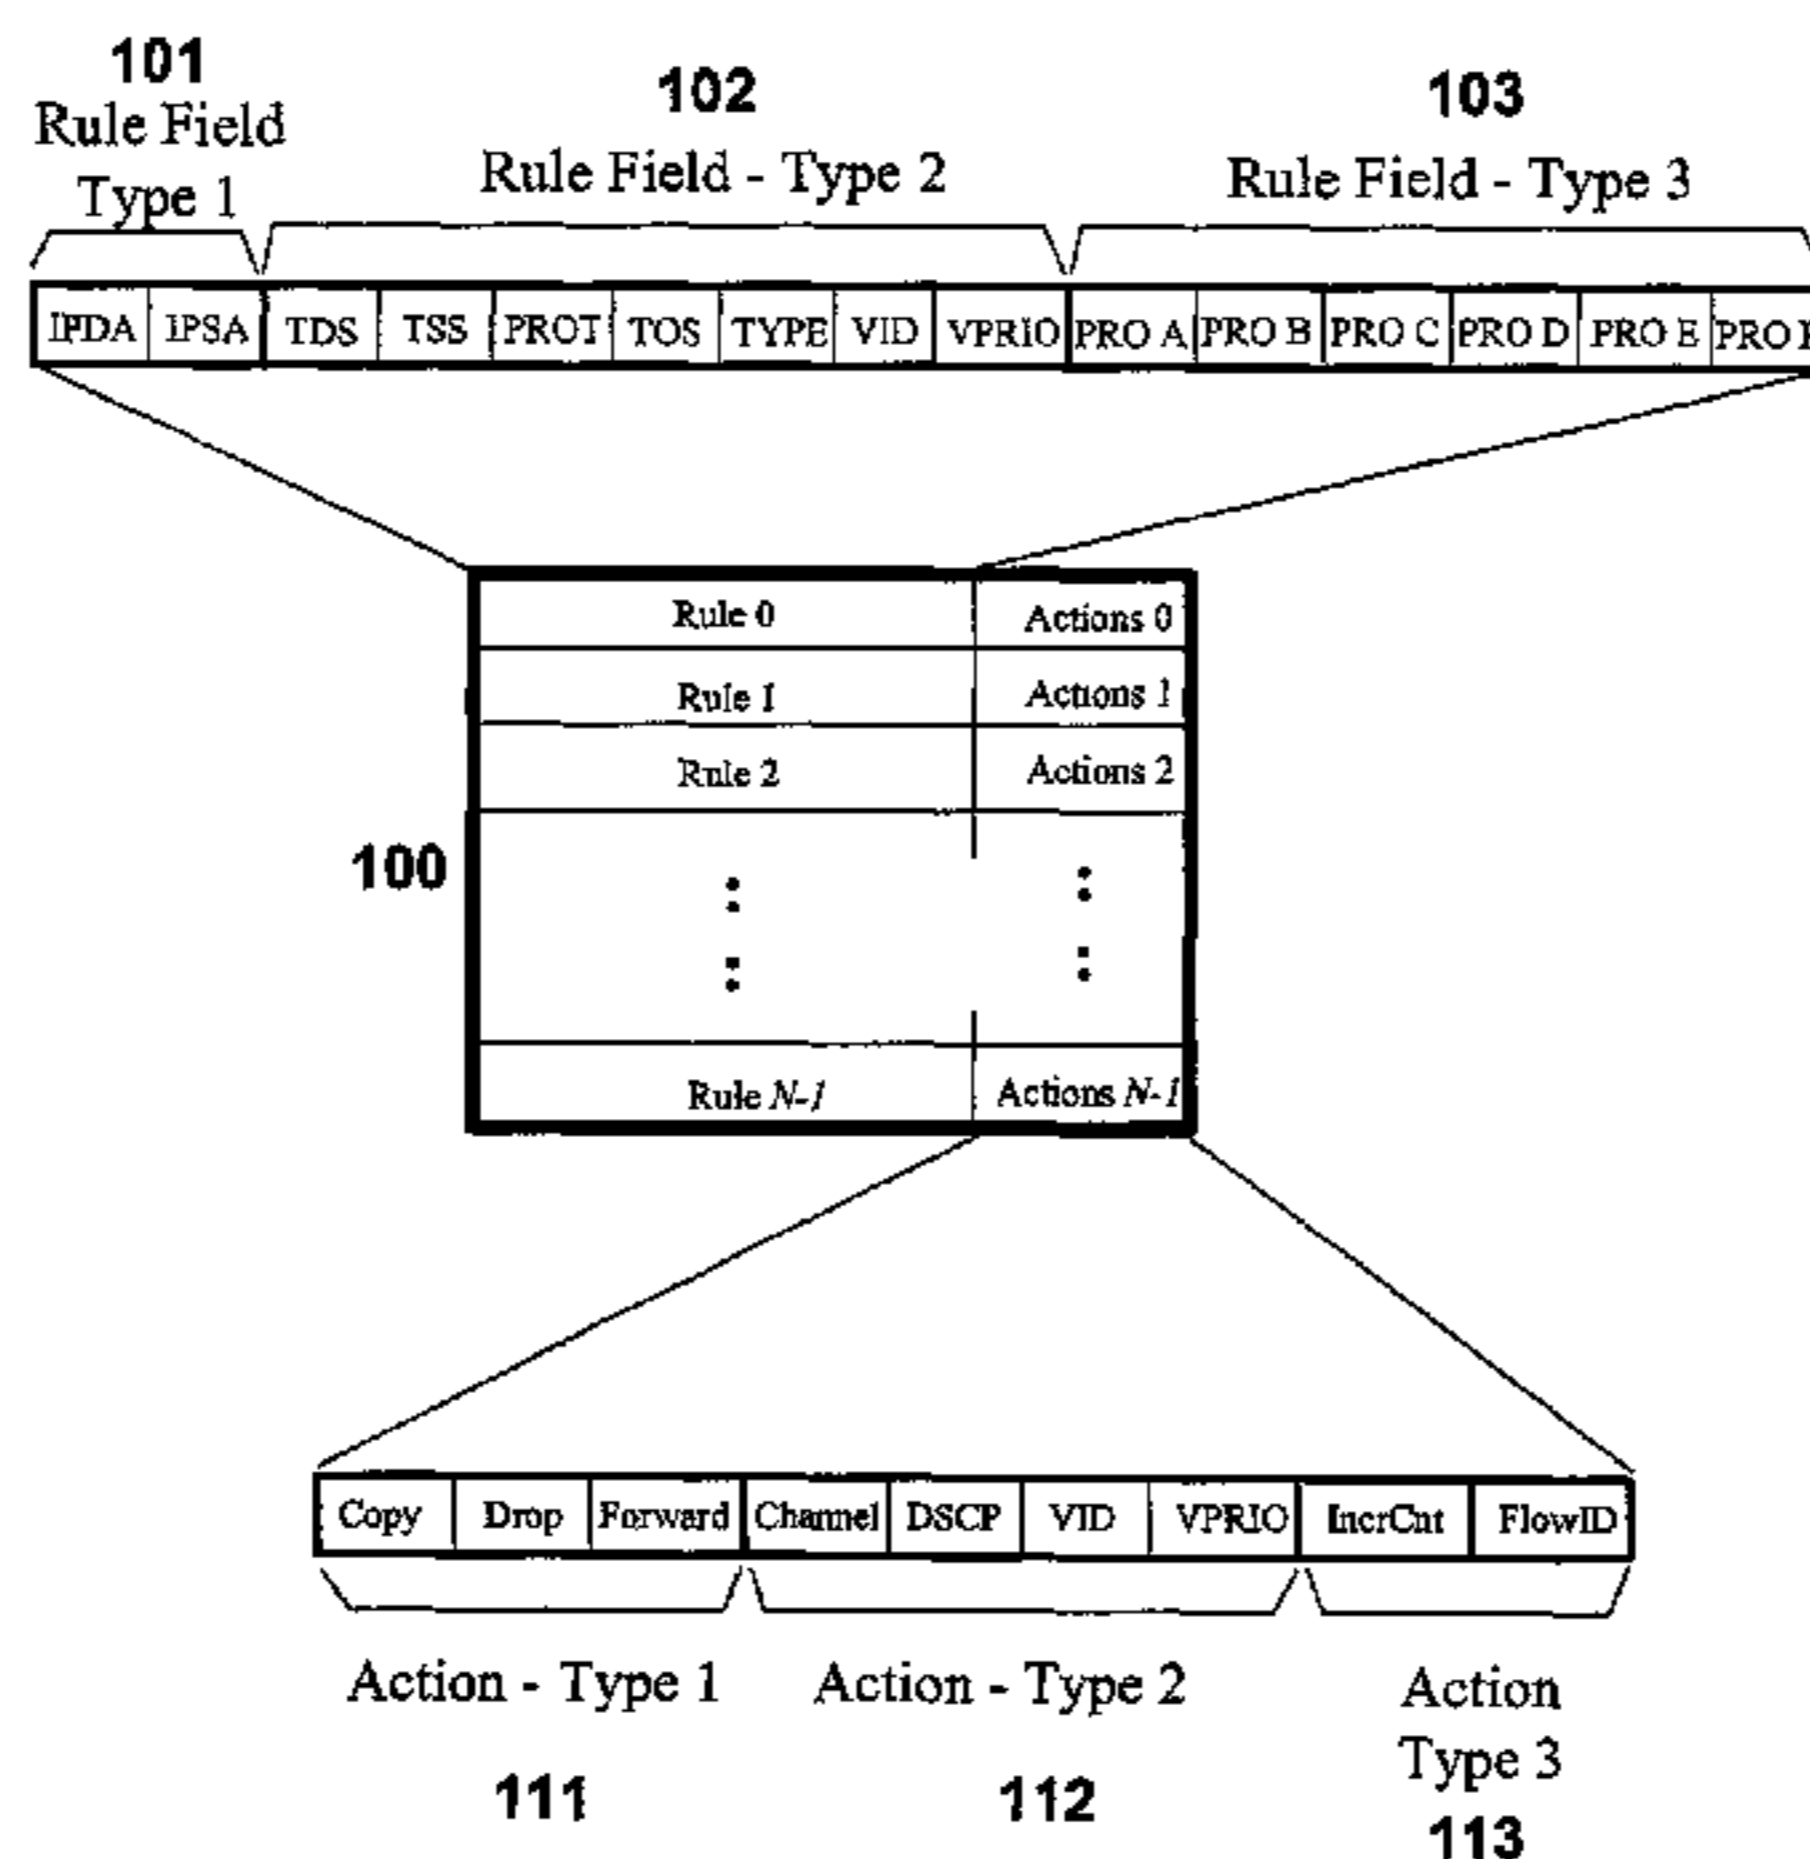 101
Rule Field
Type 1
102
Rule Field - Type 2
103
Rule Field - Type 3
IPDA IPSA TDS TSS PROT TOS TYPE VID VPRIO PRO A PRO B PRO C PRO D PRO E PRO
Rule 0 Actions 0
Rule 1 Actions 1
Rule 2 Actions 2
100
Rule N-1 Actions N-1
Copy Drop Forward Channel DSCP VID VPRIO IncrCnt FlowID
Action - Type 1
111
Action - Type 2
112
Action
Type 3
113